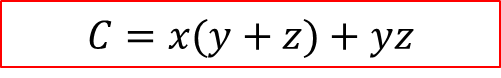 C = x(y + z) + yz